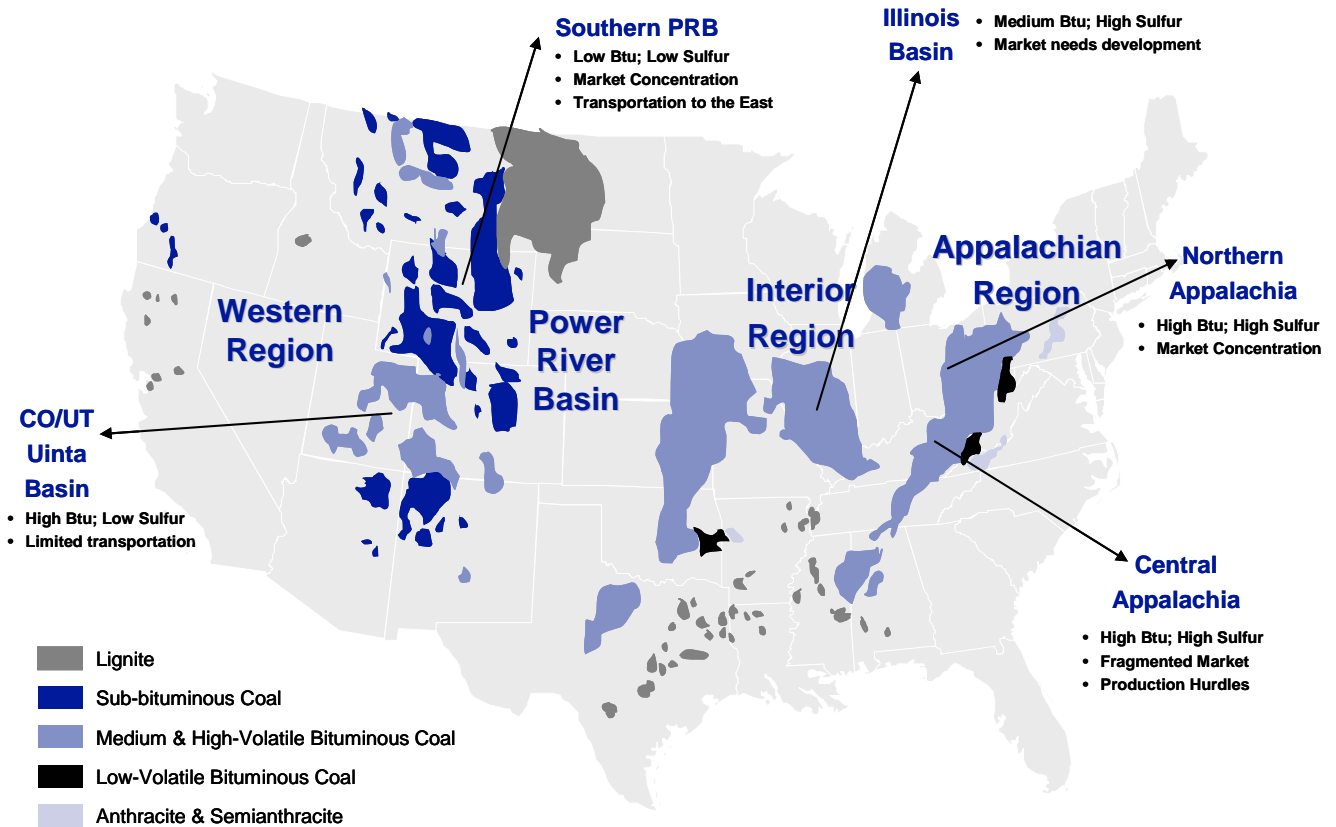 Southern PRB
• Low Btu; Low Sulfur
• Market Concentration
• Transportation to the East
Illinois
Basin
• Medium Btu; High Sulfur
• Market needs development
Western
Region
Power
River
Basin
Interior
Region
Appalachian
Region
Northern
Appalachia
• High Btu; High Sulfur
• Market Concentration
CO/UT
Uinta
Basin
• High Btu; Low Sulfur
• Limited transportation
Central
Appalachia
• High Btu; High Sulfur
• Fragmented Market
• Production Hurdles
Lignite
Sub-bituminous Coal
Medium & High-Volatile Bituminous Coal
Low-Volatile Bituminous Coal
Anthracite & Semianthracite